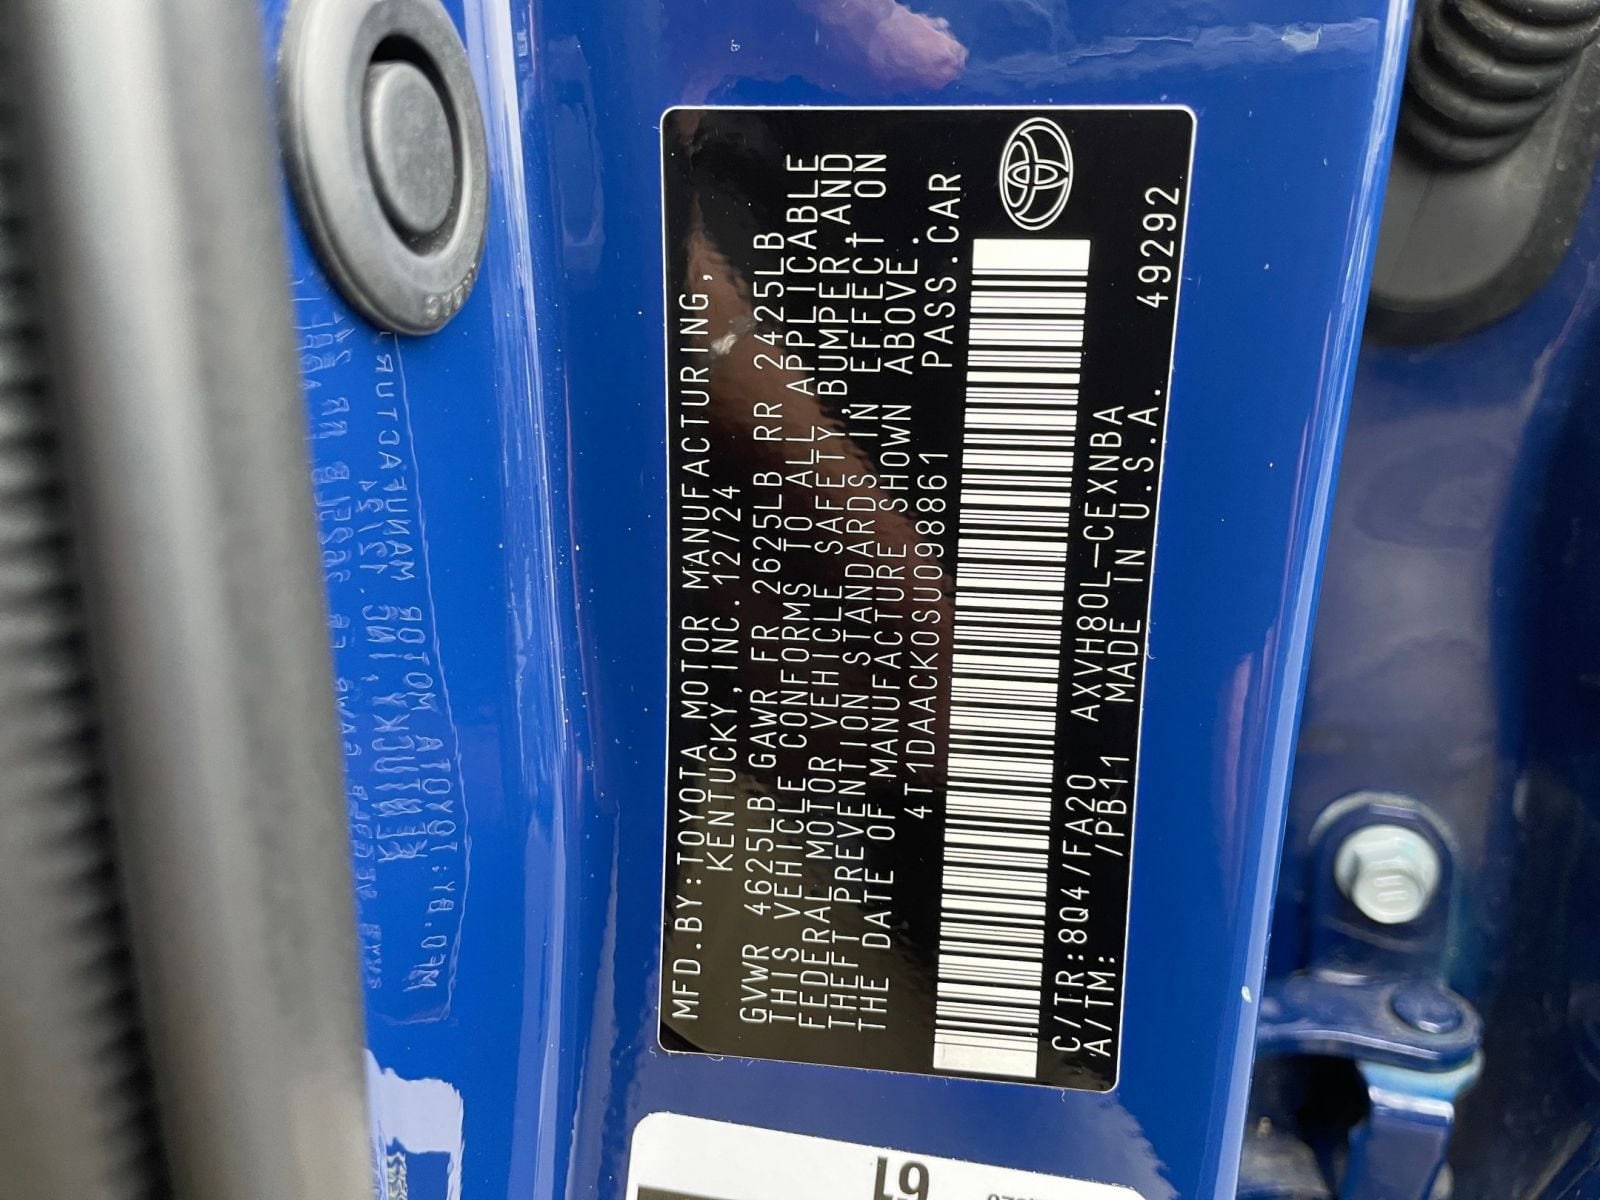 MFD.BY:TOYOTA MOTOR MANUFACTURING,
KENTUCKY,INC.12/24
GVWR 4625LB GAWR FR 2625LB RR 2425LB
THIS VEHICLE CONFORMS TO ALL APPLICABLE
FEDERAL MOTOR VEHICLE SAFETY,BUMPER,AND
THEFT PREVENTION STANDARDS IN EFFECT ON
THE DATE OF MANUFACTURE SHOWN ABOVE.
4T1DAACK0SU098861 PASS.CAR
C/TR:8Q4/FA20 AXVH80L-CEXNBA 49292
A/TM: /PB11 MADE IN U.S.A.
61